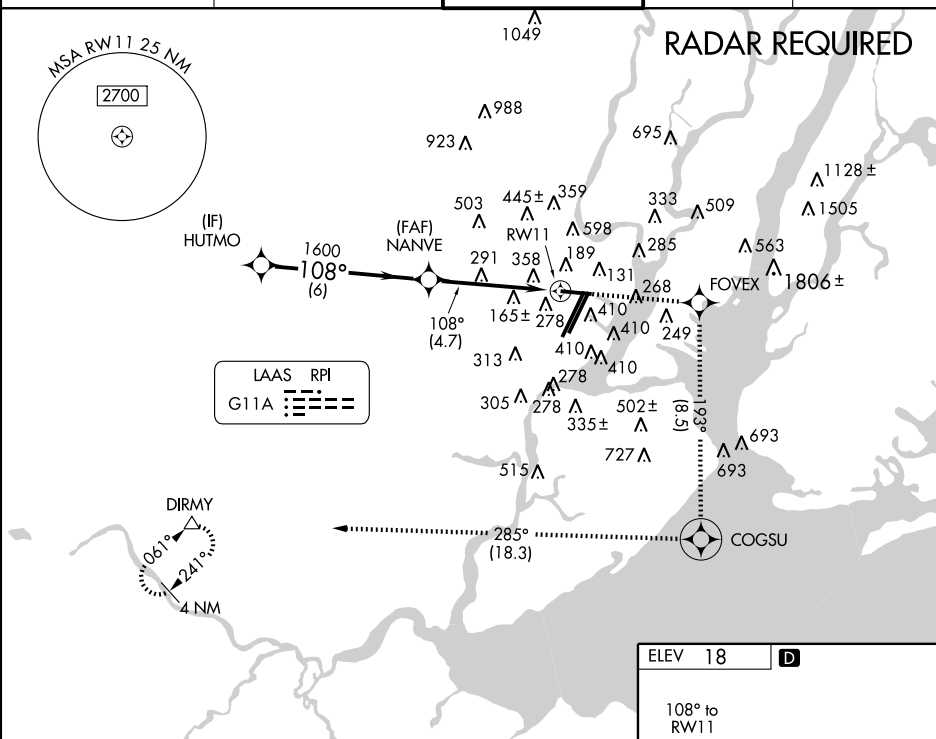 1049
RADAR REQUIRED
MSA RW11 25 NM
2700
988
923
695
1128±
1505
503
445±
359
333
509
598
RW11
(IF)
HUTMO
1600
108°
(6)
(FAF)
NANVE
291
358
189
131
285
563
1806±
FOVEX
268
108°
(4.7)
165±
278
410
249
410
313
410
410
LAAS RPI
G11A
305
278
278
335±
502±
193°
(8.5)
727
693
693
515
DIRMY
061°
241°
4 NM
285°
(18.3)
COGSU
ELEV 18
D
108° to
RW11